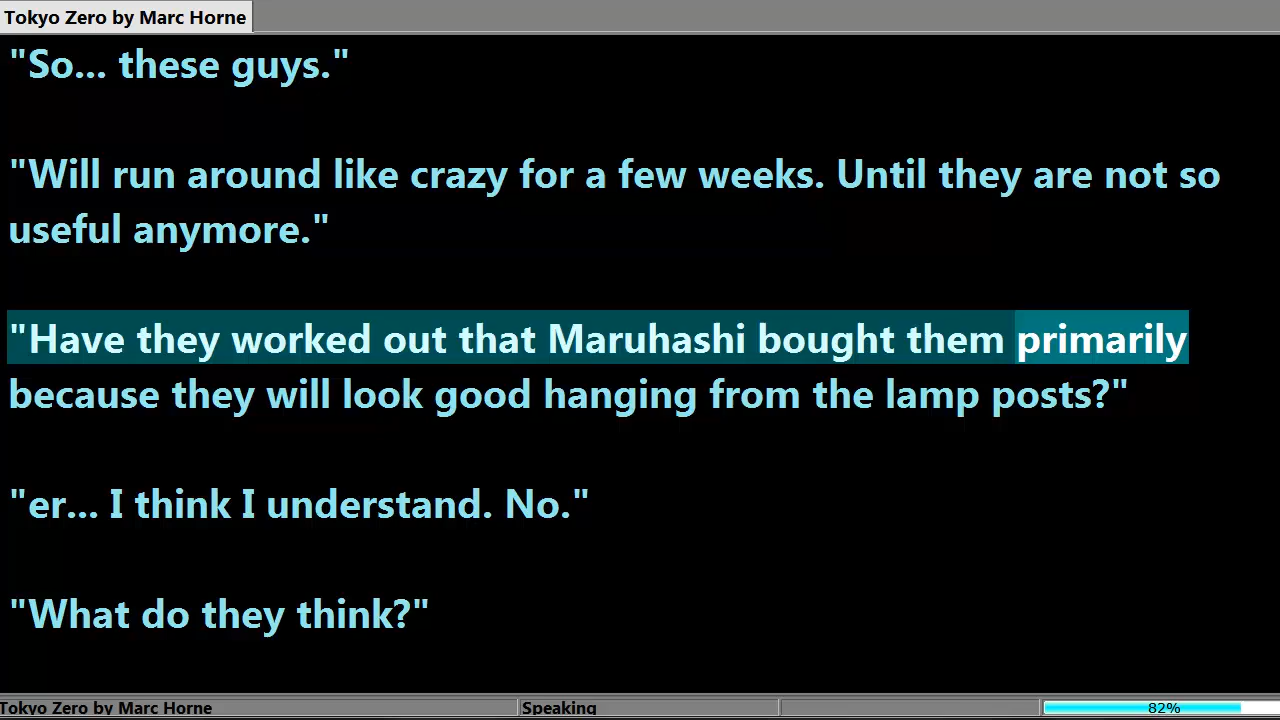 Tokyo Zero by Marc Horne
"So... these guys."
"Will run around like crazy for a few weeks. Until they are not so
useful anymore."
"Have they worked out that Maruhashi bought them primarily
because they will look good hanging from the lamp posts?"
"er... I think I understand. No."
"What do they think?"
Tokyo Zero by Marc Horne
Speaking
82%